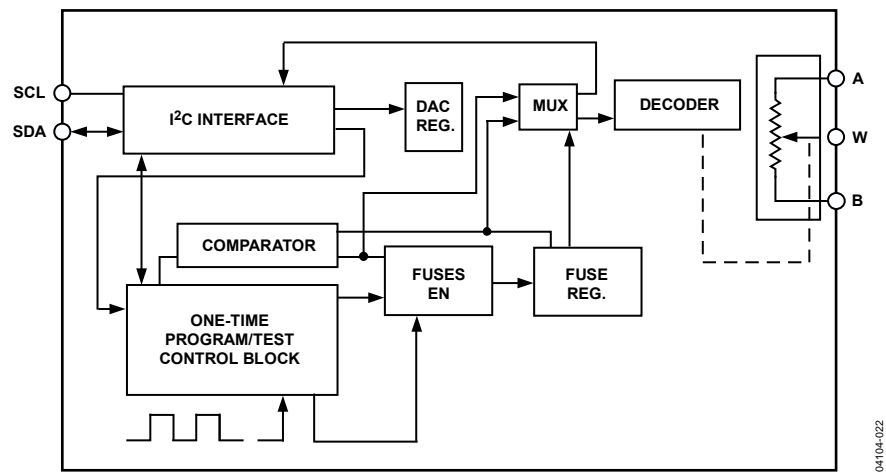 SCL
SDA
I²C INTERFACE
DAC
REG.
MUX
DECODER
A
W
B
COMPARATOR
FUSES
EN
FUSE
REG.
ONE-TIME
PROGRAM/TEST
CONTROL BLOCK
04104-022